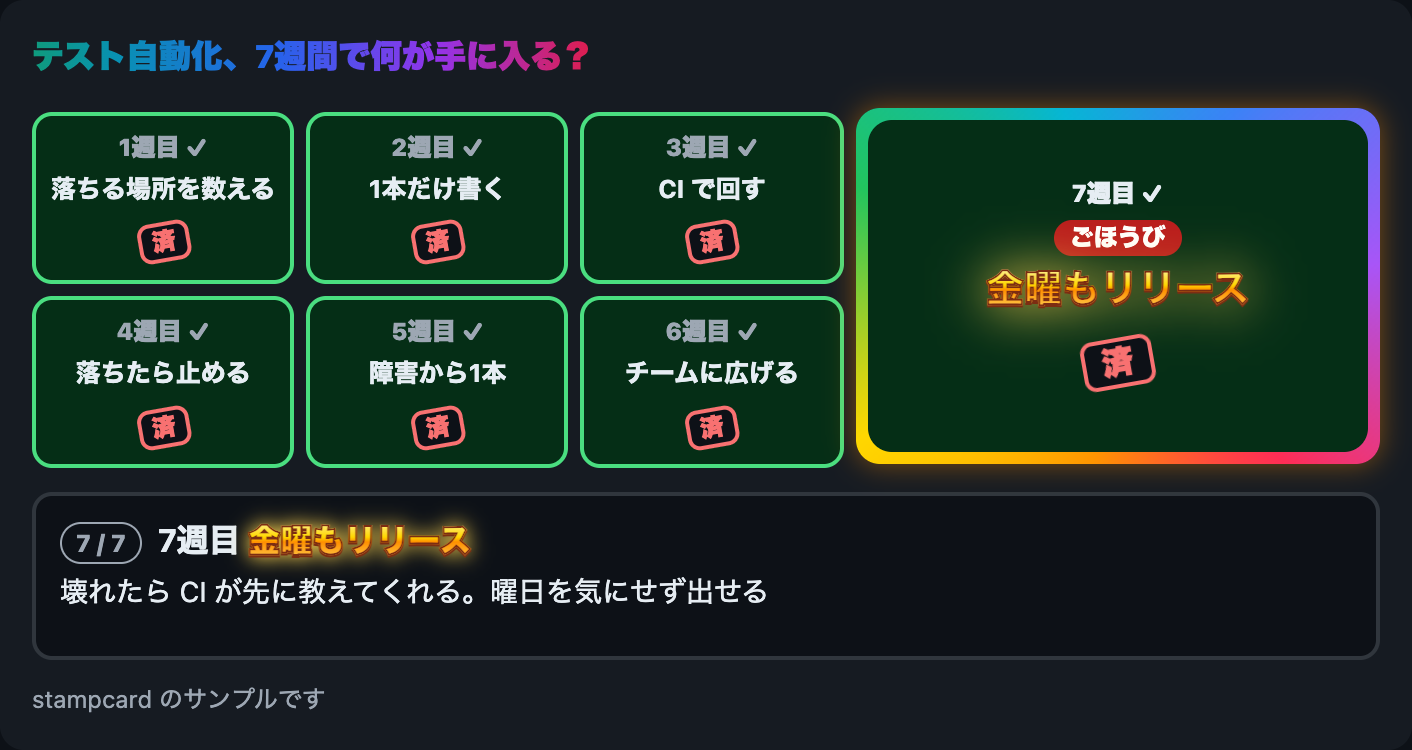 テスト自動化、7週間で何が手に入る？
1週目 ✓
落ちる場所を数える
済
2週目 ✓
1本だけ書く
済
3週目 ✓
CI で回す
済
4週目 ✓
落ちたら止める
済
5週目 ✓
障害から1本
済
6週目 ✓
チームに広げる
済
7週目 ✓
ごほうび
金曜もリリース
済
7 / 7 7週目 金曜もリリース
壊れたら CI が先に教えてくれる。曜日を気にせず出せる
stampcard のサンプルです